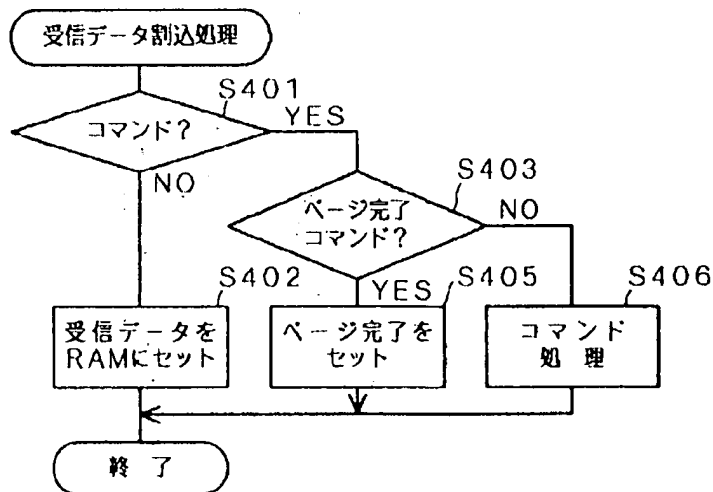 受信データ割込処理
S401
コマンド?
YES
NO
S403
ページ完了
コマンド?
NO
YES
S402
受信データを
RAMにセット
S405
ページ完了を
セット
S406
コマンド
処理
終了